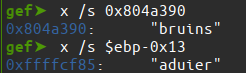 gef➤  x /s 0x804a390
0x804a390:      "bruins"
gef➤  x /s $ebp-0x13
0xffffcf85:     "aduier"